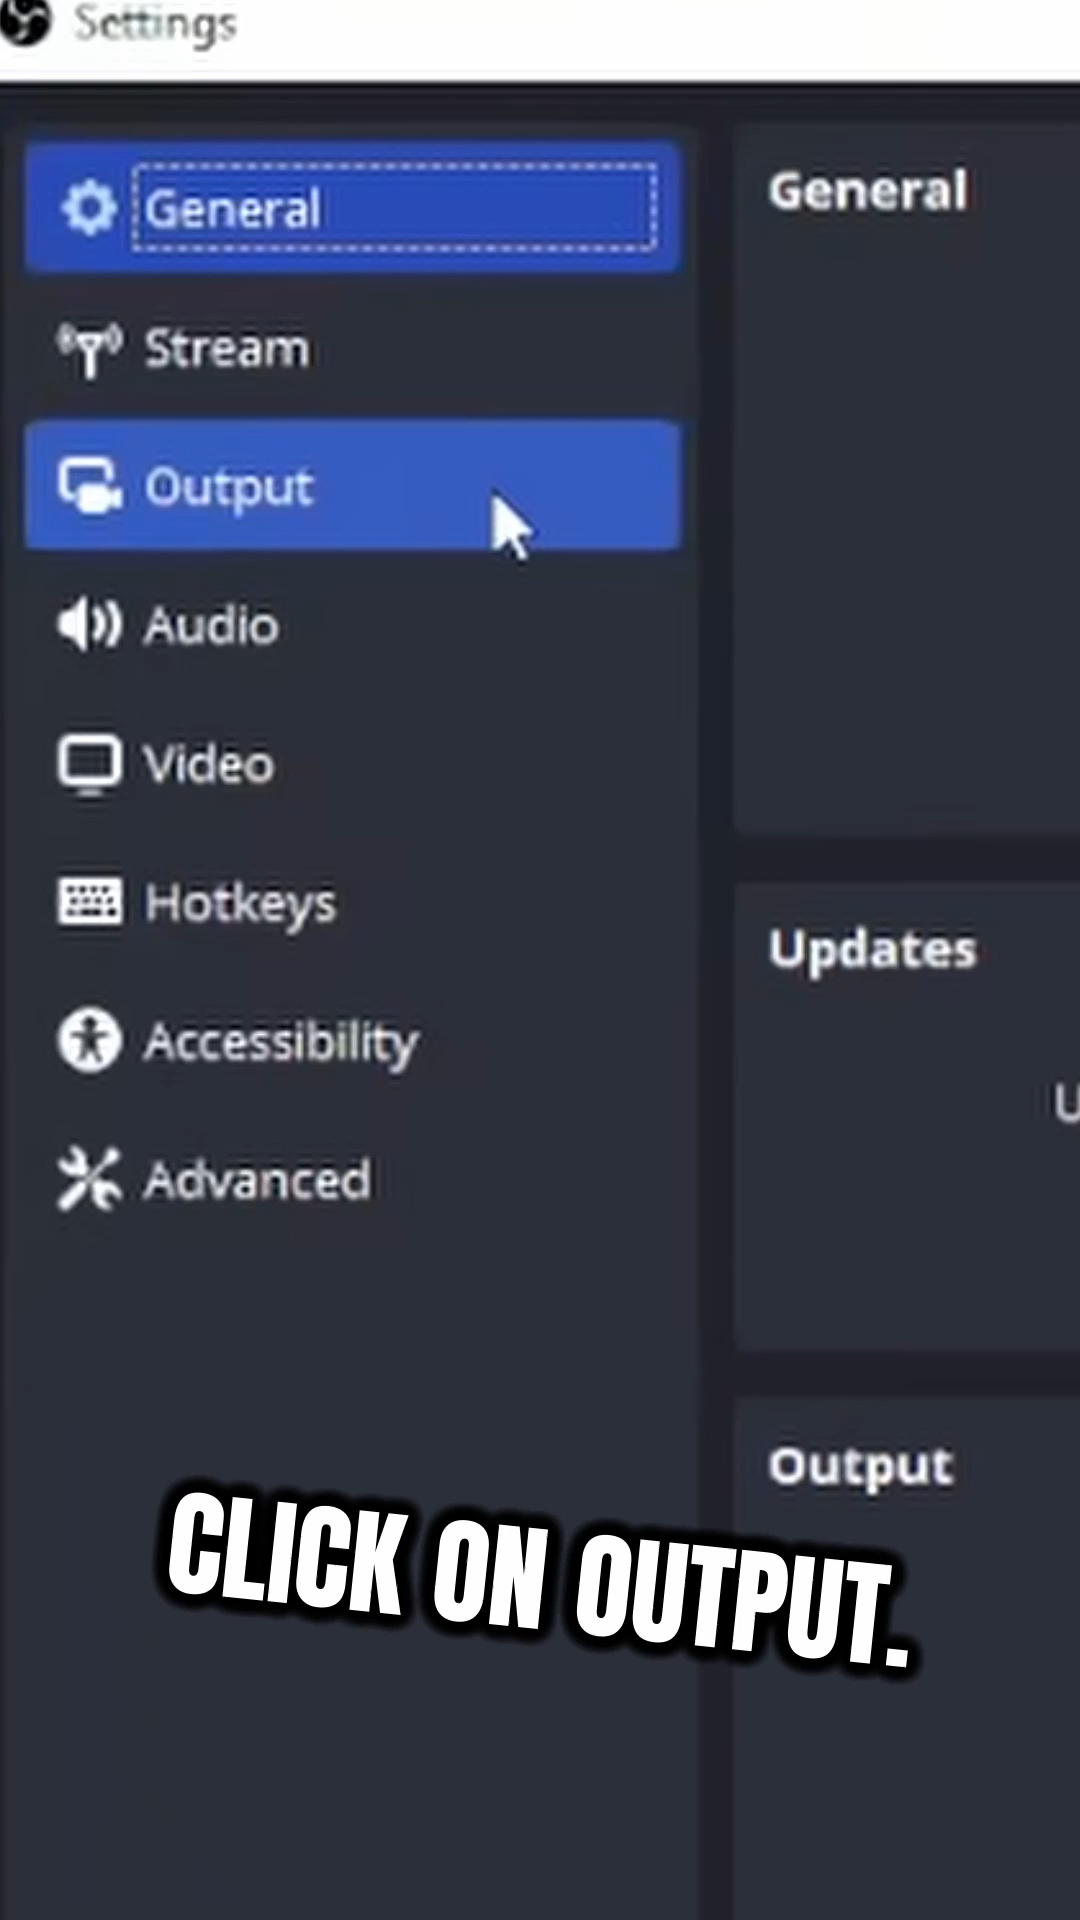 Settings
General
Stream
Output
Audio
Video
Hotkeys
Accessibility
Advanced
General
Updates
U
Output
CLICK ON OUTPUT.